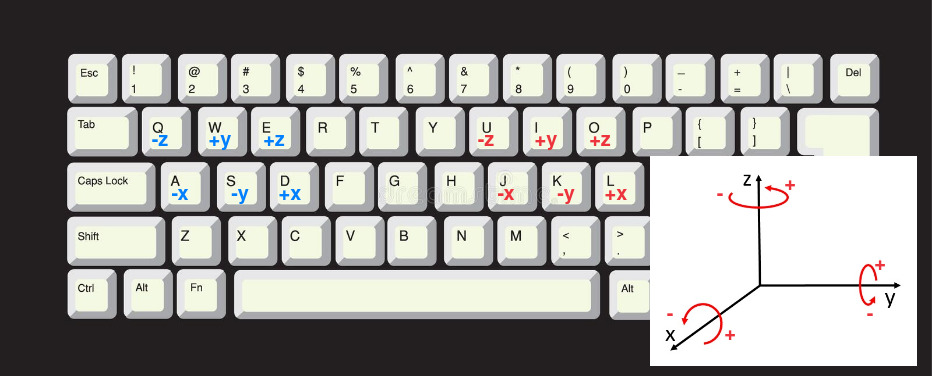 Esc ! 1 @ 2 # 3 $ 4 % 5 ^ 6 & 7 * 8 ( 9 ) 0 _ - + = | \ Del
Tab Q -z W +y E +z R T Y U -z I +y O +z P { [ } ]
Caps Lock A -x S -y D +x F G H J -x K -y L +x
Shift Z X C V B N M < , > .
Ctrl Alt Fn Alt
z - +
+ - y
- x +